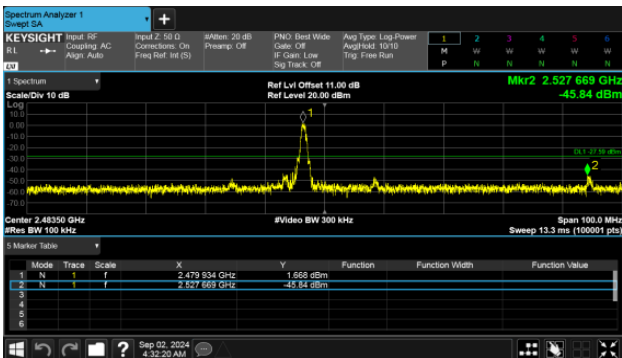 Spectrum Analyzer 1
Swept SA
+
KEYSIGHT Input: RF Input Z: 50 Ω #Atten: 20 dB PNO: Best Wide Avg Type: Log-Power 1 2 3 4 5 6
RL Coupling: AC Corrections: On Preamp: Off Gate: Off Avg|Hold: 10/10 M W W W W W
Align: Auto Freq Ref: Int (S) IF Gain: Low Trig: Free Run
LXI Sig Track: Off P N N N N N
1 Spectrum Ref Lvl Offset 11.00 dB Mkr2 2.527 669 GHz
Scale/Div 10 dB Ref Level 20.00 dBm -45.84 dBm
Log
10.0
0.00
-10.0
-20.0
-30.0
-40.0
-50.0
-60.0
-70.0
1
DL1 -27.59 dBm
2
Center 2.48350 GHz #Video BW 300 kHz Span 100.0 MHz
#Res BW 100 kHz Sweep 13.3 ms (100001 pts)
5 Marker Table
Mode Trace Scale X Y Function Function Width Function Value
1 N 1 f 2.479 934 GHz 1.668 dBm
2 N 1 f 2.527 669 GHz -45.84 dBm
3
4
5
6
? Sep 02, 2024
4:32:20 AM